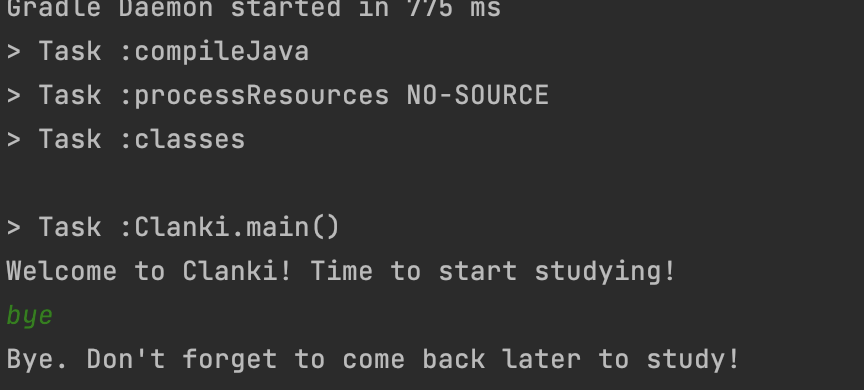 Gradle Daemon started in 775 ms
> Task :compileJava
> Task :processResources NO-SOURCE
> Task :classes
> Task :Clanki.main()
Welcome to Clanki! Time to start studying!
bye
Bye. Don't forget to come back later to study!